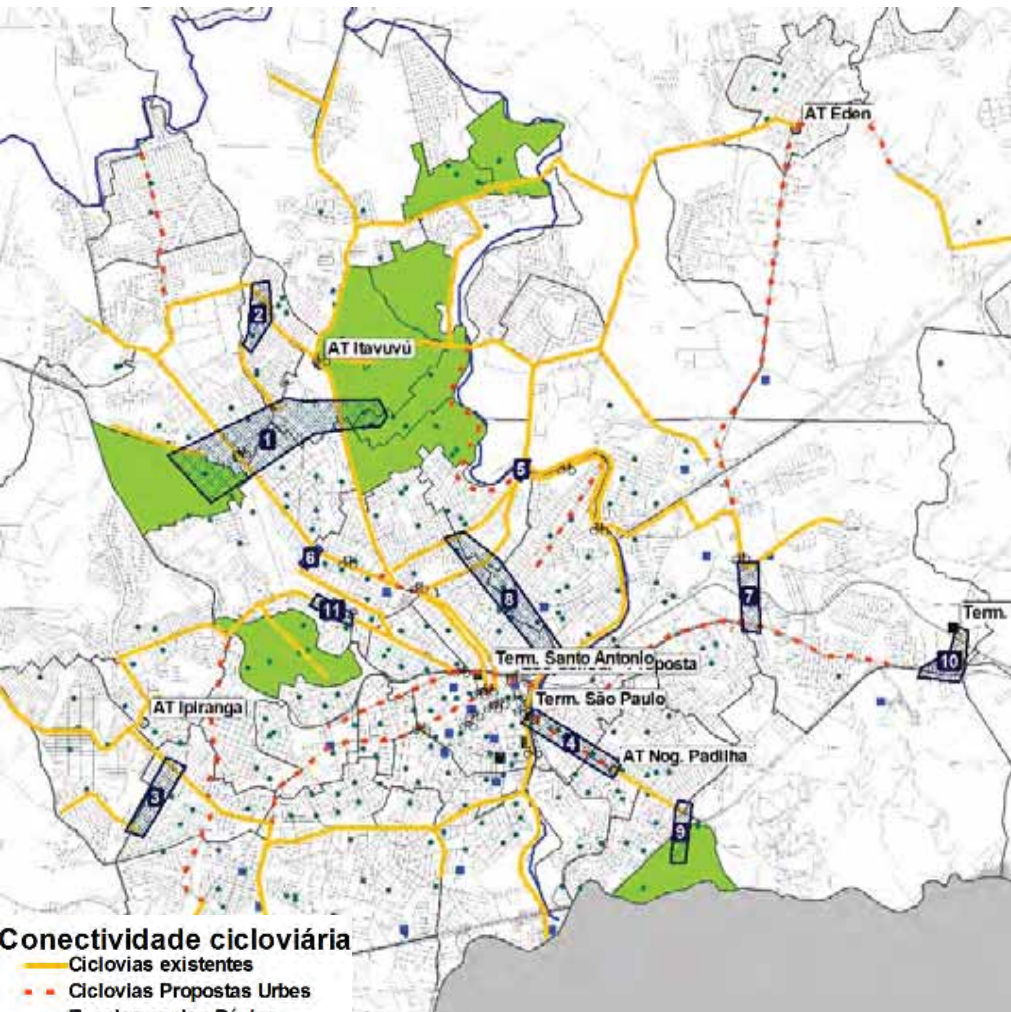 AT Eden
2
AT Itavuvú
1
5
6
7
8
11
Term.
Term. Santo Antonio
posta
10
Term. São Paulo
AT Ipiranga
4
AT Nog. Padilha
3
9
Conectividade cicloviária
Ciclovias existentes
Ciclovias Propostas Urbes